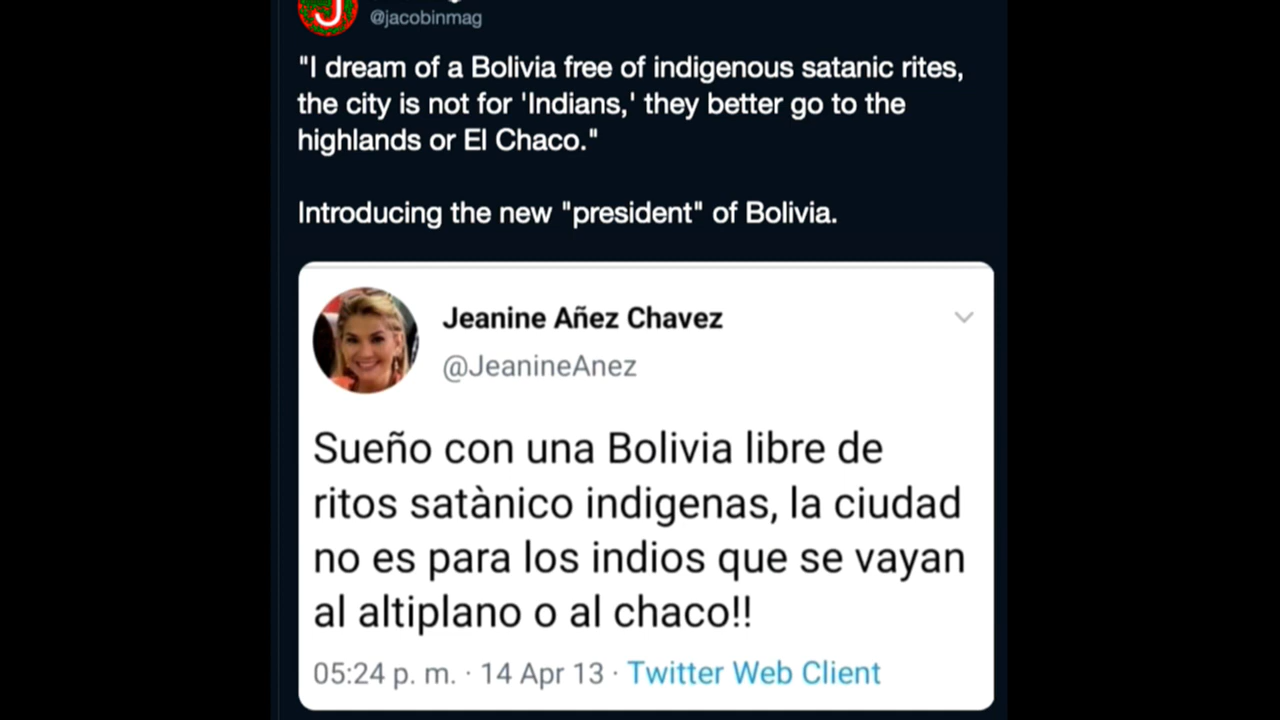 @jacobinmag
"I dream of a Bolivia free of indigenous satanic rites,
the city is not for 'Indians,' they better go to the
highlands or El Chaco."
Introducing the new "president" of Bolivia.
Jeanine Añez Chavez
@JeanineAnez
Sueño con una Bolivia libre de
ritos satànico indigenas, la ciudad
no es para los indios que se vayan
al altiplano o al chaco!!
05:24 p. m. · 14 Apr 13 · Twitter Web Client